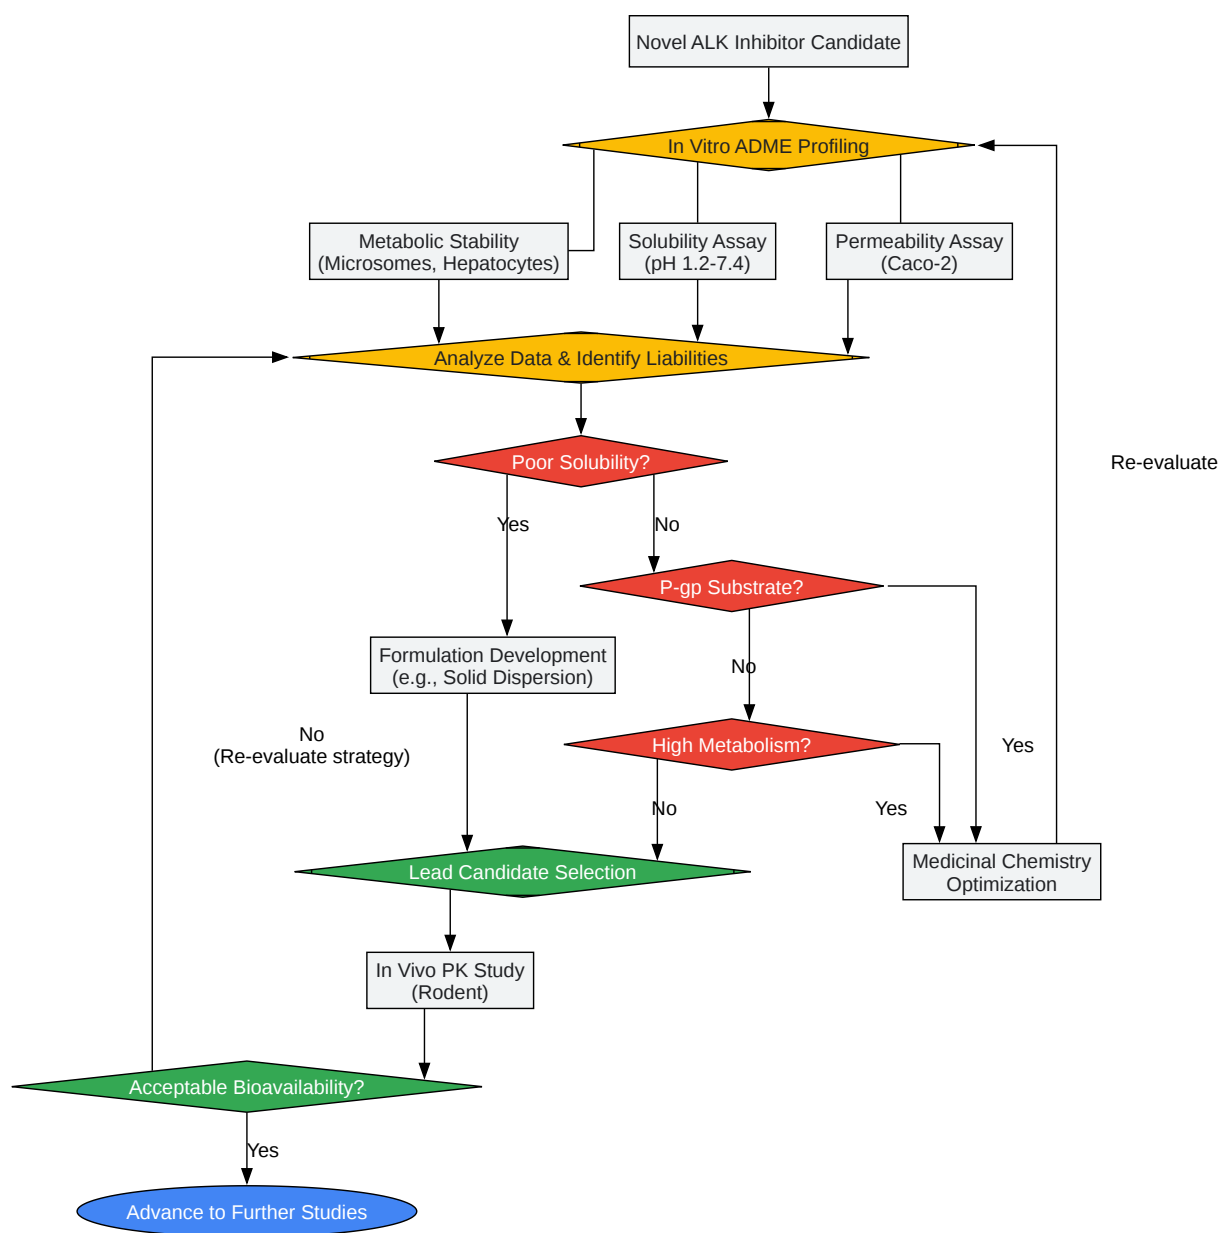 Novel ALK Inhibitor Candidate
In Vitro ADME Profiling
Metabolic Stability
(Microsomes, Hepatocytes)
Solubility Assay
(pH 1.2-7.4)
Permeability Assay
(Caco-2)
Analyze Data & Identify Liabilities
Poor Solubility?
Re-evaluate
Yes
No
P-gp Substrate?
Formulation Development
(e.g., Solid Dispersion)
No
No
(Re-evaluate strategy)
High Metabolism?
Yes
No
Yes
Lead Candidate Selection
Medicinal Chemistry
Optimization
In Vivo PK Study
(Rodent)
Acceptable Bioavailability?
Yes
Advance to Further Studies